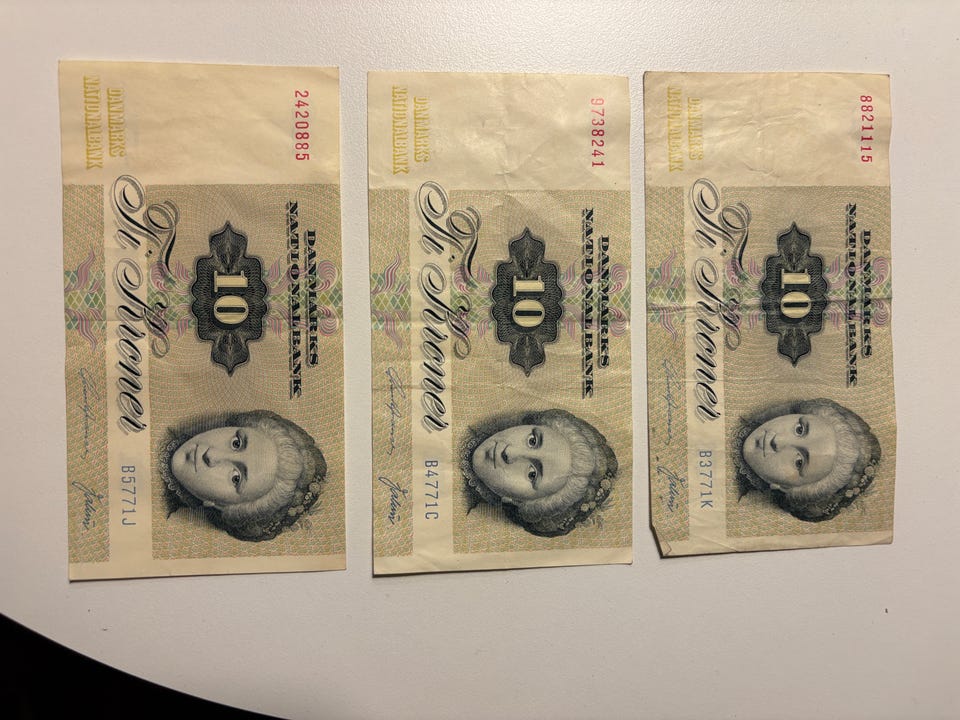 DANMARKS
NATIONALBANK
2420885
DANMARKS
NATIONALBANK
10
Ti Kroner
B5771J
DANMARKS
NATIONALBANK
9738241
DANMARKS
NATIONALBANK
10
Ti Kroner
B4771C
DANMARKS
NATIONALBANK
8821115
DANMARKS
NATIONALBANK
10
Ti Kroner
B3771K